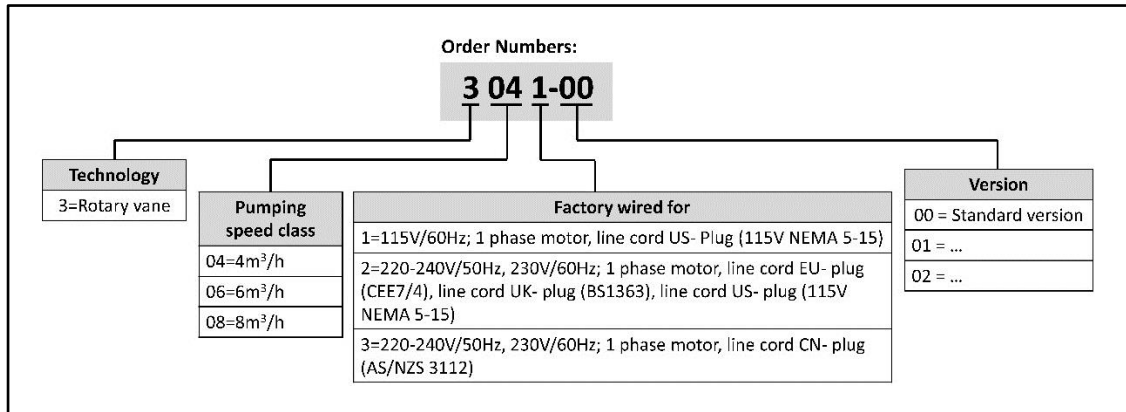 Order Numbers:
3 04 1-00
Technology
3=Rotary vane
Pumping
speed class
04=4m³/h
06=6m³/h
08=8m³/h
Factory wired for
1=115V/60Hz; 1 phase motor, line cord US- Plug (115V NEMA 5-15)
2=220-240V/50Hz, 230V/60Hz; 1 phase motor, line cord EU- plug
(CEE7/4), line cord UK- plug (BS1363), line cord US- plug (115V
NEMA 5-15)
3=220-240V/50Hz, 230V/60Hz; 1 phase motor, line cord CN- plug
(AS/NZS 3112)
Version
00 = Standard version
01 = ...
02 = ...